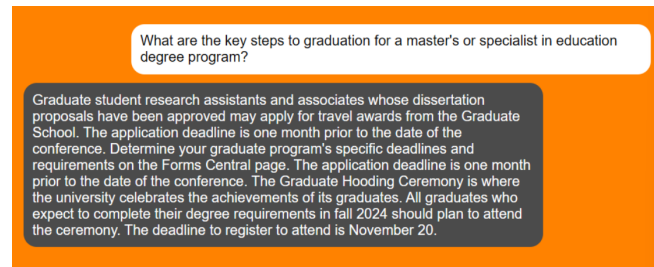 What are the key steps to graduation for a master's or specialist in education
degree program?
Graduate student research assistants and associates whose dissertation
proposals have been approved may apply for travel awards from the Graduate
School. The application deadline is one month prior to the date of the
conference. Determine your graduate program's specific deadlines and
requirements on the Forms Central page. The application deadline is one month
prior to the date of the conference. The Graduate Hooding Ceremony is where
the university celebrates the achievements of its graduates. All graduates who
expect to complete their degree requirements in fall 2024 should plan to attend
the ceremony. The deadline to register to attend is November 20.